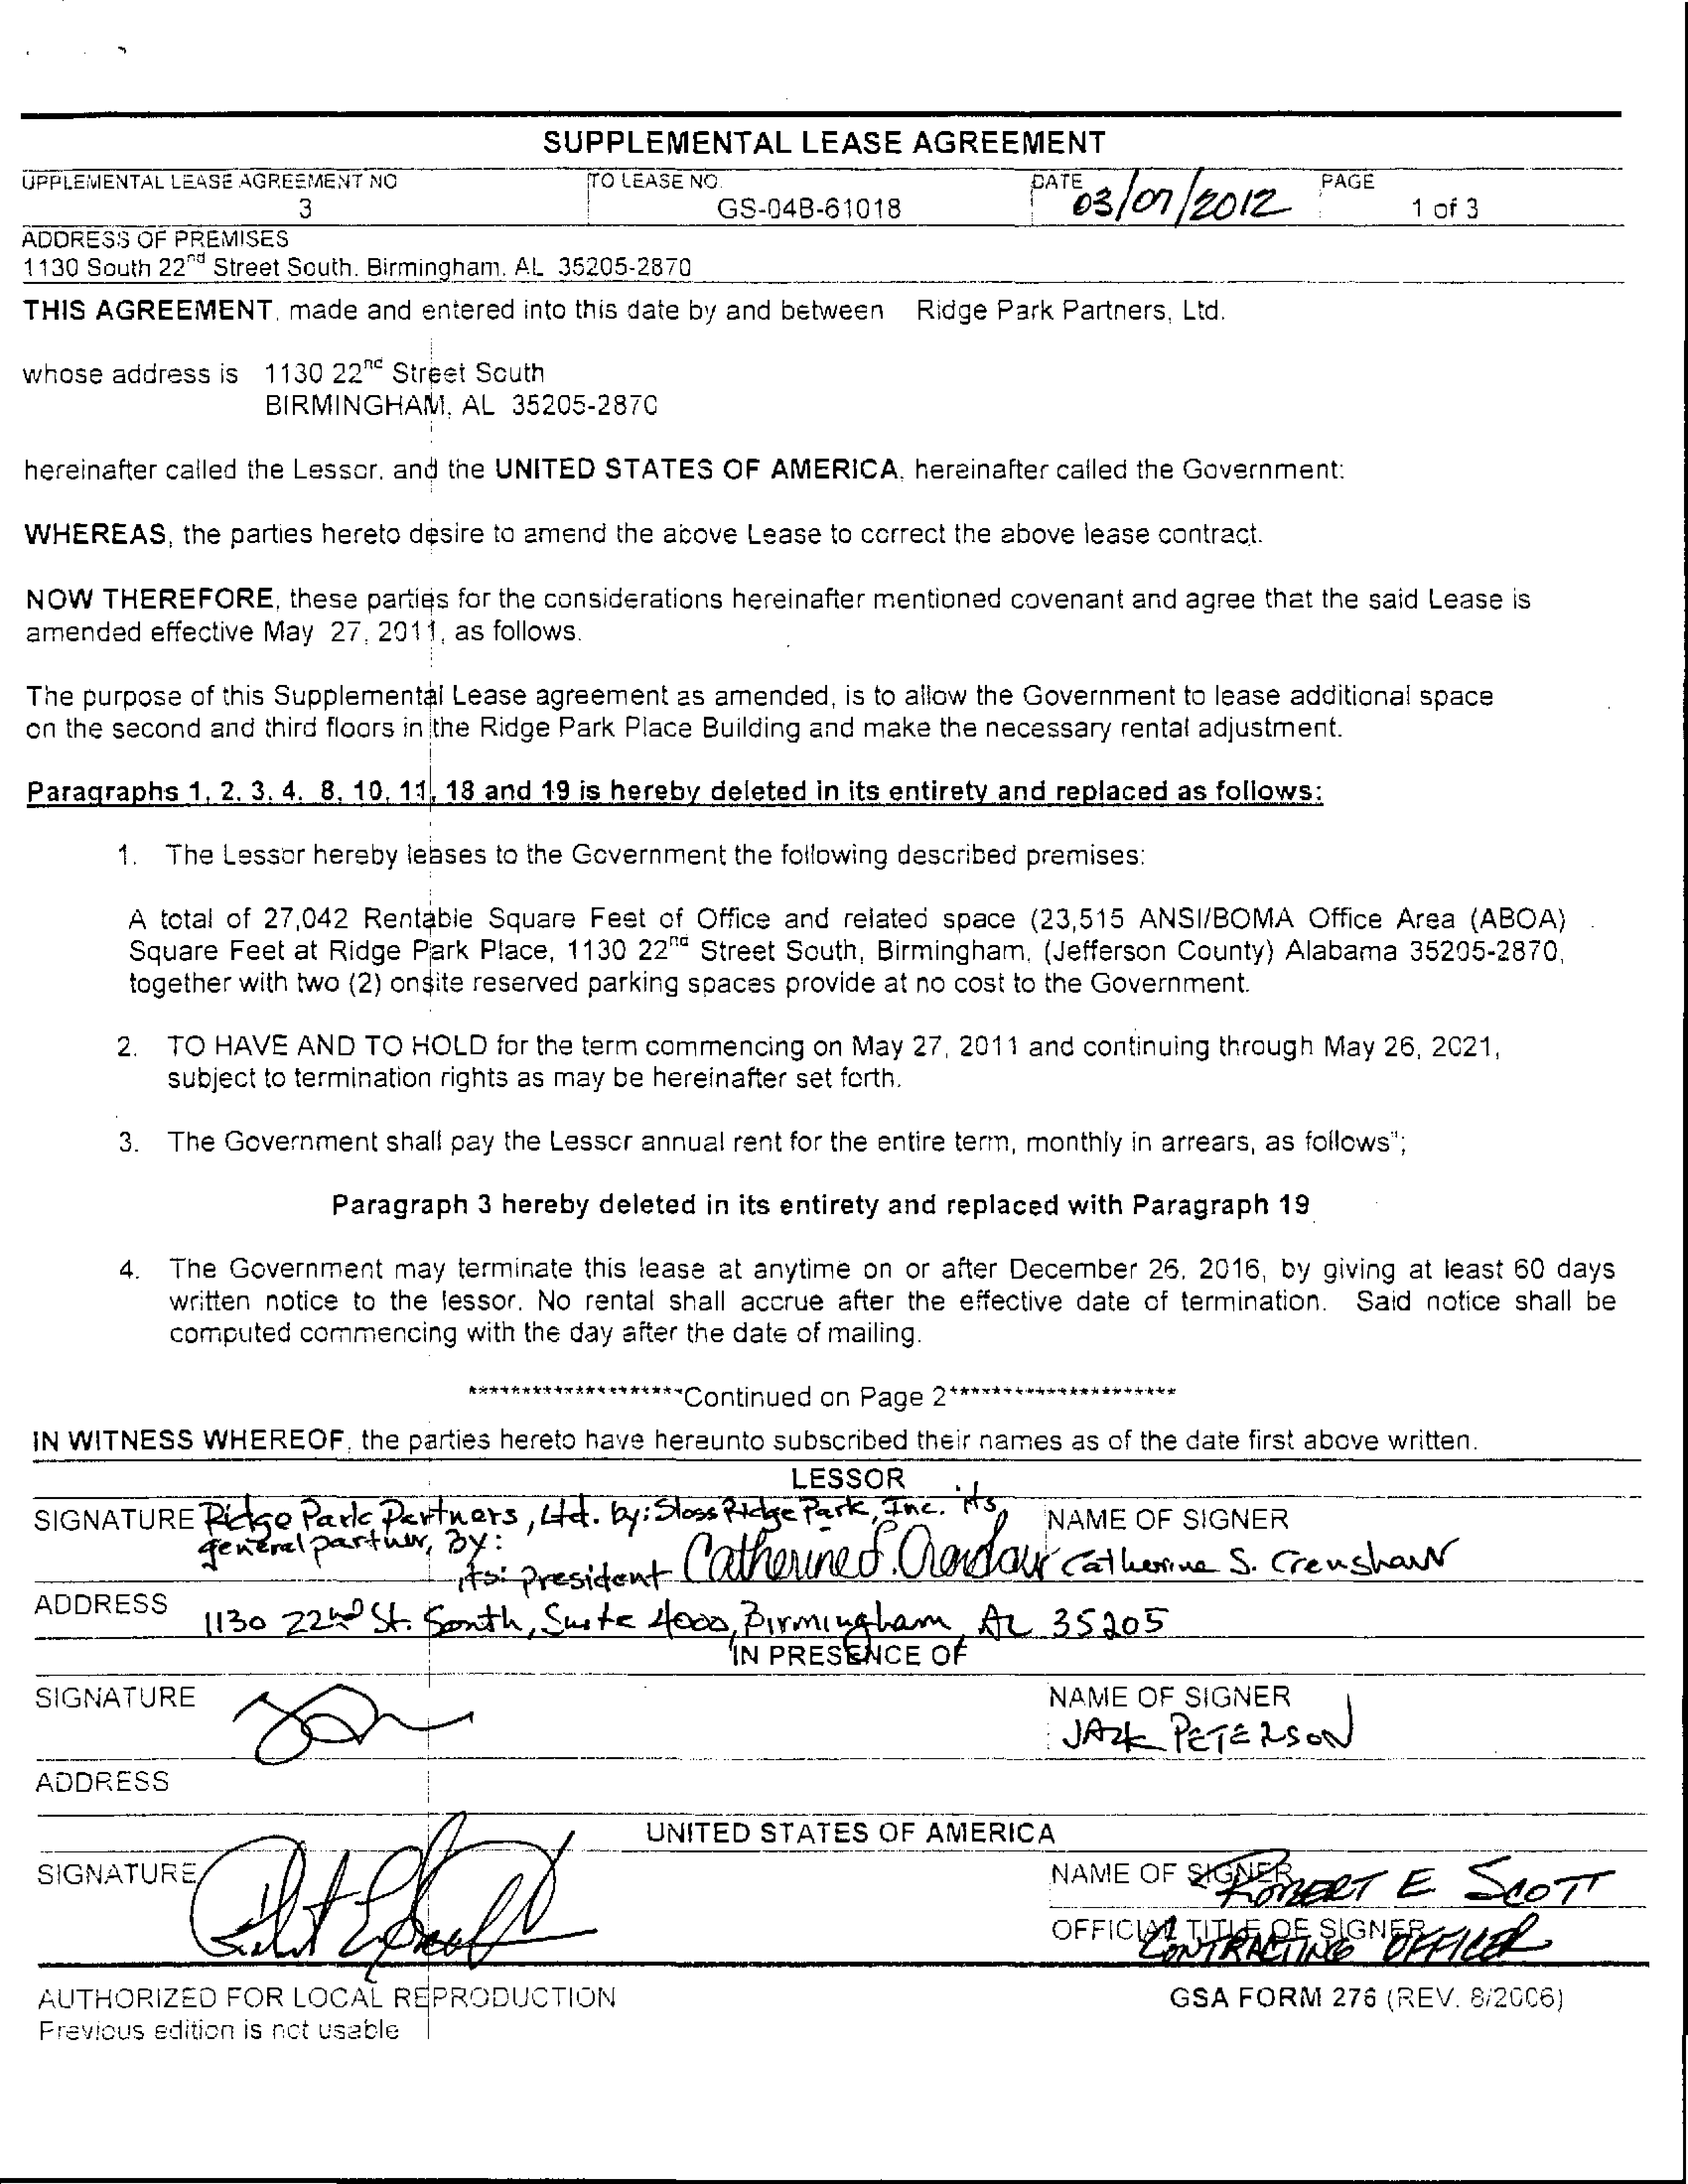 SUPPLEMENTAL LEASE AGREEMENT
UPPLEMENTAL LEASE AGREEMENT NO
3
TO LEASE NO.
GS-04B-61018
DATE
03/07/2012
PAGE
1 of 3
ADDRESS OF PREMISES
1130 South 22nd Street South. Birmingham, AL 35205-2870
THIS AGREEMENT, made and entered into this date by and between Ridge Park Partners, Ltd.
whose address is 1130 22nd Street South
BIRMINGHAM, AL 35205-2870
hereinafter called the Lessor, and the UNITED STATES OF AMERICA, hereinafter called the Government:
WHEREAS, the parties hereto desire to amend the above Lease to correct the above lease contract.
NOW THEREFORE, these parties for the considerations hereinafter mentioned covenant and agree that the said Lease is
amended effective May 27, 2011, as follows.
The purpose of this Supplemental Lease agreement as amended, is to allow the Government to lease additional space
on the second and third floors in the Ridge Park Place Building and make the necessary rental adjustment.
Paragraphs 1, 2, 3, 4, 8, 10, 11, 18 and 19 is hereby deleted in its entirety and replaced as follows:
1. The Lessor hereby leases to the Government the following described premises:
A total of 27,042 Rentable Square Feet of Office and related space (23,515 ANSI/BOMA Office Area (ABOA)
Square Feet at Ridge Park Place, 1130 22nd Street South, Birmingham, (Jefferson County) Alabama 35205-2870,
together with two (2) onsite reserved parking spaces provide at no cost to the Government.
2. TO HAVE AND TO HOLD for the term commencing on May 27, 2011 and continuing through May 26, 2021,
subject to termination rights as may be hereinafter set forth.
3. The Government shall pay the Lessor annual rent for the entire term, monthly in arrears, as follows";
Paragraph 3 hereby deleted in its entirety and replaced with Paragraph 19
4. The Government may terminate this lease at anytime on or after December 26, 2016, by giving at least 60 days
written notice to the lessor. No rental shall accrue after the effective date of termination. Said notice shall be
computed commencing with the day after the date of mailing.
********************Continued on Page 2**********************
IN WITNESS WHEREOF, the parties hereto have hereunto subscribed their names as of the date first above written.
LESSOR
SIGNATURE Ridge Park Partners, Ltd. by: Sloss Ridge Park, Inc. its
general partner, By:
its: president Catherine S. Crenshaw
NAME OF SIGNER
Catherine S. Crenshaw
ADDRESS
1130 22nd St. South, Suite 4000, Birmingham, AL 35205
IN PRESENCE OF
SIGNATURE
NAME OF SIGNER
JACK PETERSON
ADDRESS
UNITED STATES OF AMERICA
SIGNATURE
NAME OF SIGNER
ROBERT E SCOTT
OFFICIAL TITLE OF SIGNER
CONTRACTING OFFICER
AUTHORIZED FOR LOCAL REPRODUCTION
Previous edition is not usable
GSA FORM 276 (REV. 8/2006)